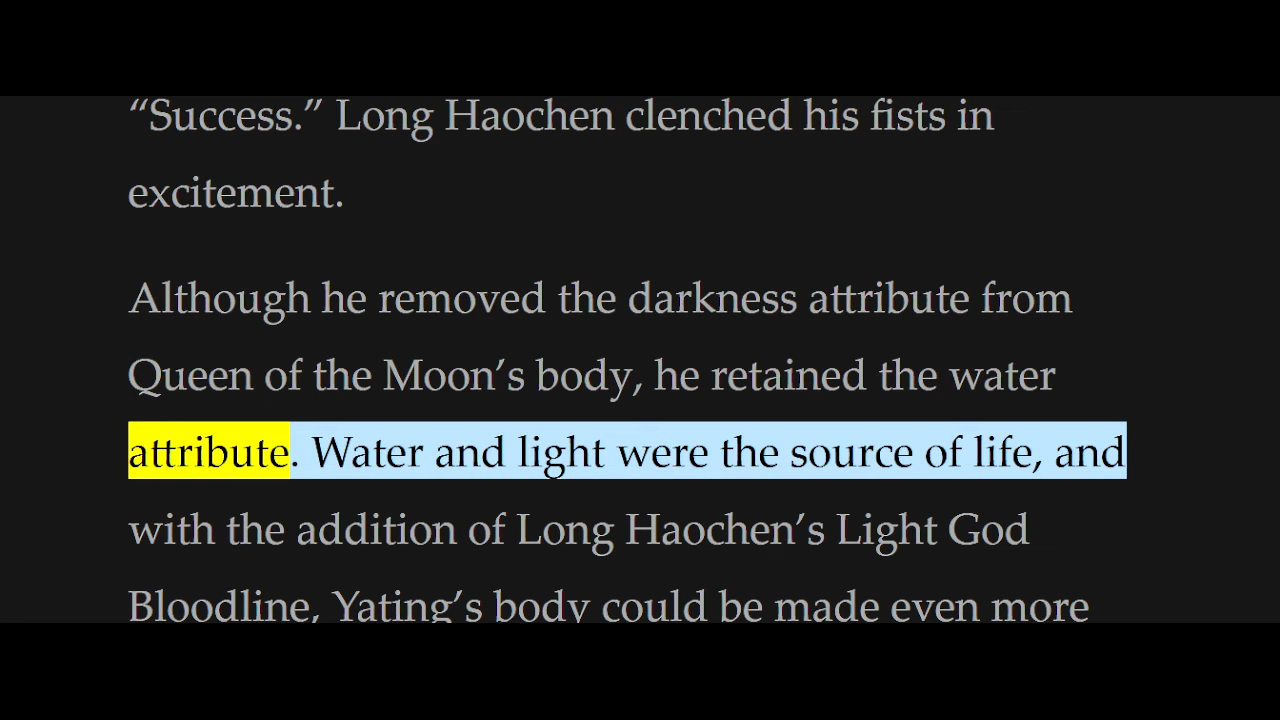 “Success.” Long Haochen clenched his fists in
excitement.
Although he removed the darkness attribute from
Queen of the Moon’s body, he retained the water
attribute. Water and light were the source of life, and
with the addition of Long Haochen’s Light God
Bloodline, Yating’s body could be made even more